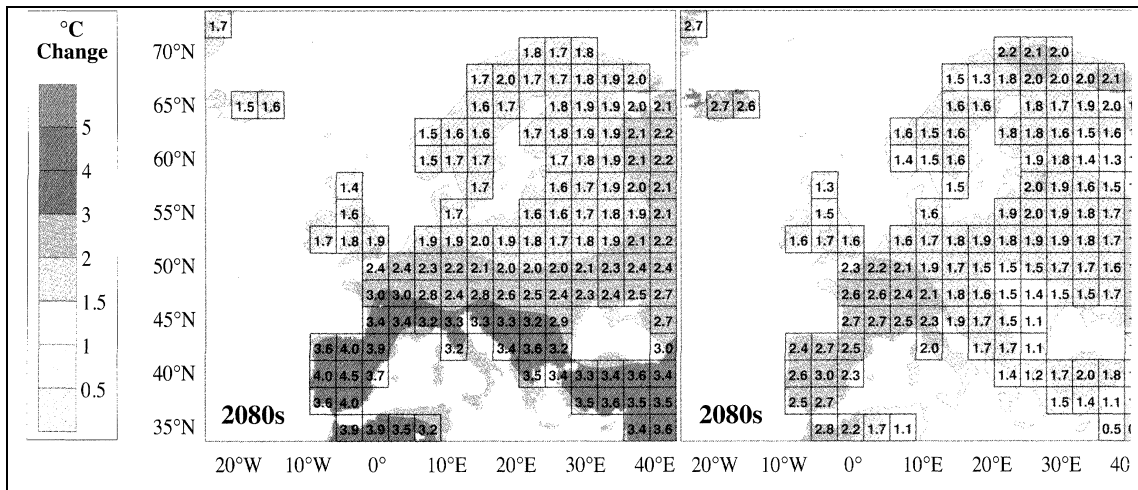 °C
Change
5
4
3
2
1.5
1
0.5
70°N
65°N
60°N
55°N
50°N
45°N
40°N
35°N
1.7
1.8 1.7 1.8
1.7 2.0 1.7 1.7 1.8 1.9 2.0
1.5 1.6 1.6 1.7 1.8 1.9 1.9 2.0 2.1
1.5 1.6 1.6 1.7 1.8 1.9 1.9 2.1 2.2
1.5 1.7 1.7 1.7 1.8 1.9 2.1 2.2
1.4 1.7 1.6 1.7 1.9 2.0 2.1
1.6 1.7 1.6 1.6 1.7 1.8 1.9 2.1
1.7 1.8 1.9 1.9 1.9 2.0 1.9 1.8 1.7 1.8 1.9 2.1 2.2
2.4 2.4 2.3 2.2 2.1 2.0 2.0 2.0 2.1 2.3 2.4 2.4
3.0 3.0 2.8 2.4 2.8 2.6 2.5 2.4 2.3 2.4 2.5 2.7
3.4 3.4 3.2 3.3 3.3 3.3 3.2 2.9 2.7
3.6 4.0 3.9 3.2 3.4 3.6 3.2 3.0
4.0 4.5 3.7 3.5 3.4 3.3 3.4 3.6 3.4
3.6 4.0 3.5 3.6 3.5 3.5
3.9 3.9 3.5 3.2 3.4 3.6
2080s
20°W 10°W 0° 10°E 20°E 30°E 40°E
2.7
2.2 2.1 2.0
1.5 1.3 1.8 2.0 2.0 2.0 2.1
2.7 2.6 1.6 1.6 1.8 1.7 1.9 2.0
1.6 1.5 1.6 1.8 1.8 1.6 1.5 1.6
1.4 1.5 1.6 1.9 1.8 1.4 1.3
1.3 1.5 2.0 1.9 1.6 1.5
1.5 1.6 1.9 2.0 1.9 1.8 1.7
1.6 1.7 1.6 1.6 1.7 1.8 1.9 1.8 1.9 1.9 1.8 1.7
2.3 2.2 2.1 1.9 1.7 1.5 1.5 1.5 1.7 1.7 1.6
2.6 2.6 2.4 2.1 1.8 1.6 1.5 1.4 1.5 1.5 1.7
2.7 2.7 2.5 2.3 1.9 1.7 1.5 1.1
2.4 2.7 2.5 2.0 1.7 1.7 1.1
2.6 3.0 2.3 1.4 1.2 1.7 2.0 1.8
2.5 2.7 1.5 1.4 1.1
2.8 2.2 1.7 1.1 0.5
2080s
20°W 10°W 0° 10°E 20°E 30°E 40